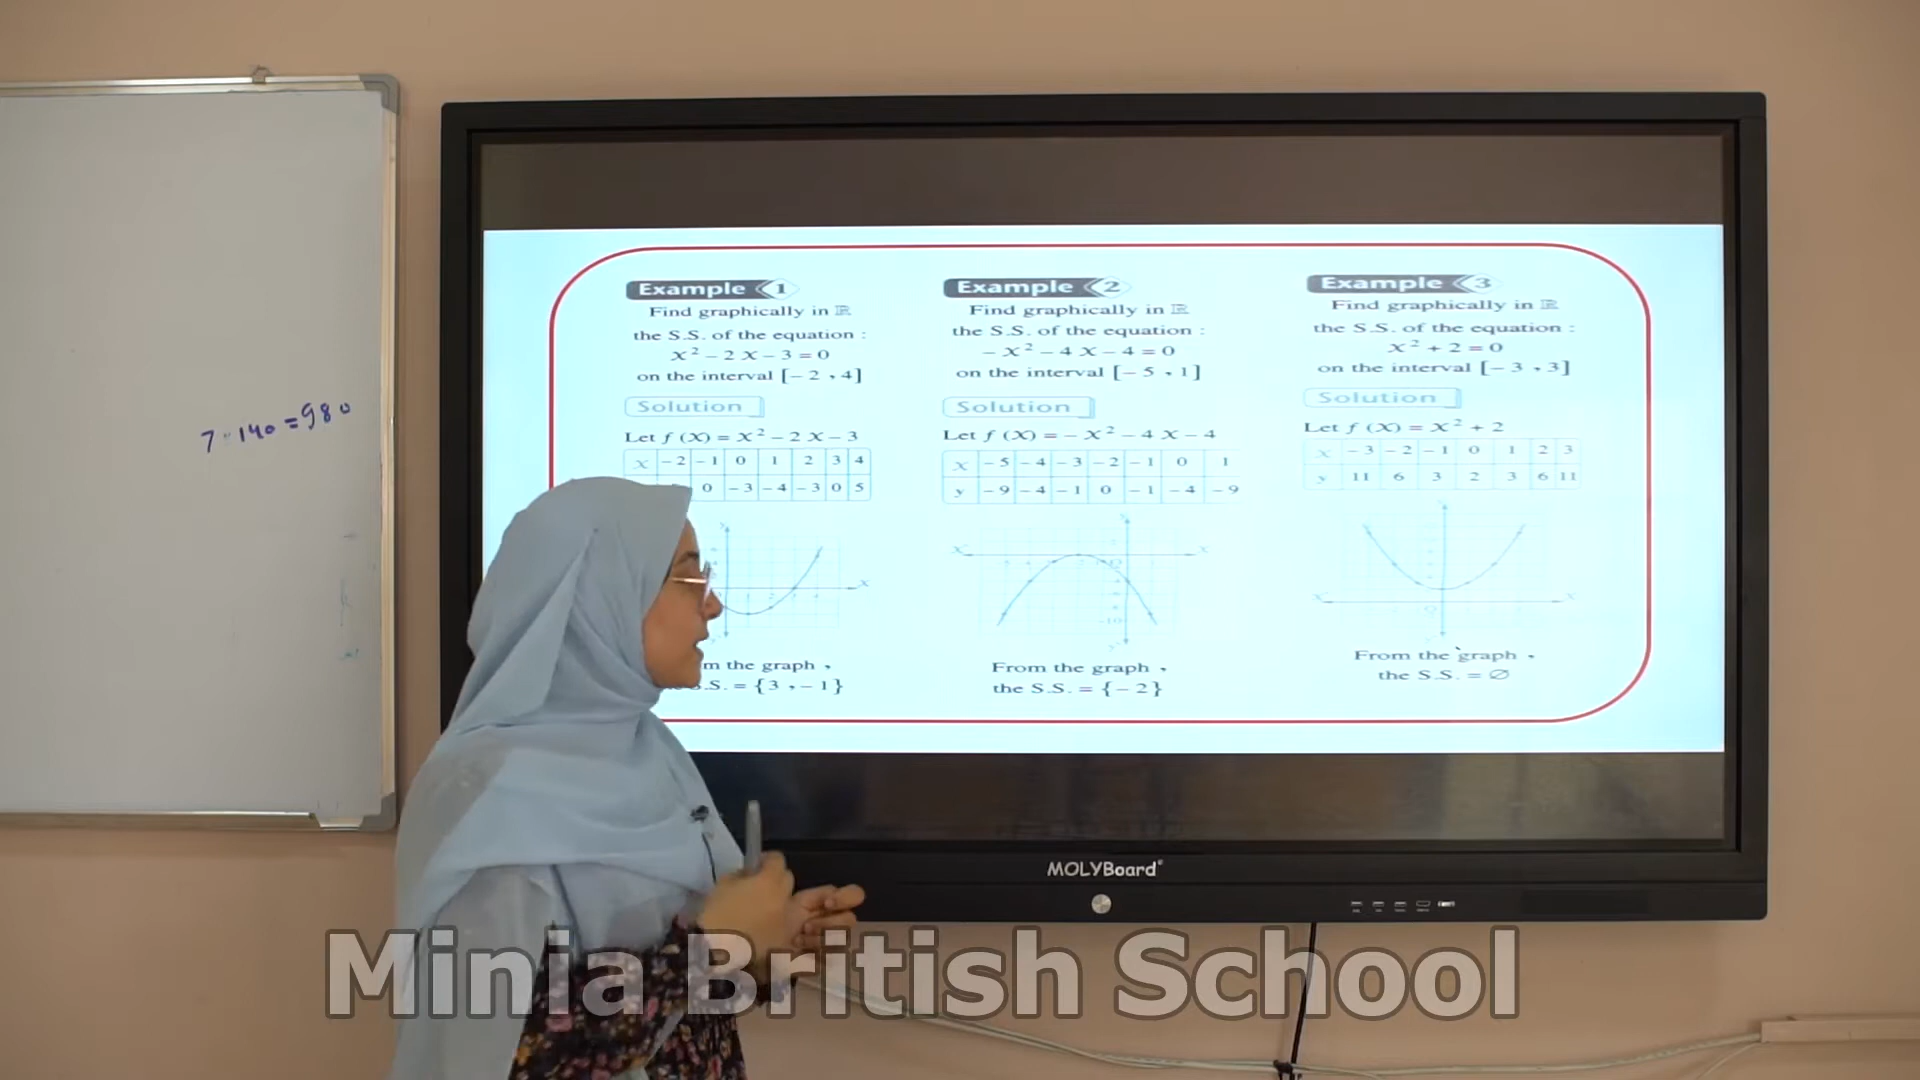 7 · 140 = 980
Example 1
Find graphically in ℝ
the S.S. of the equation :
x² – 2 x – 3 = 0
on the interval [– 2 , 4]
Solution
Let f (x) = x² – 2 x – 3
x – 2 – 1 0 1 2 3 4
0 – 3 – 4 – 3 0 5
m the graph ,
S.S. = {3 , – 1}
Example 2
Find graphically in ℝ
the S.S. of the equation :
– x² – 4 x – 4 = 0
on the interval [– 5 , 1]
Solution
Let f (x) = – x² – 4 x – 4
x – 5 – 4 – 3 – 2 – 1 0 1
y – 9 – 4 – 1 0 – 1 – 4 – 9
From the graph ,
the S.S. = {– 2}
Example 3
Find graphically in ℝ
the S.S. of the equation :
x² + 2 = 0
on the interval [– 3 , 3]
Solution
Let f (x) = x² + 2
x – 3 – 2 – 1 0 1 2 3
y 11 6 3 2 3 6 11
From the graph ,
the S.S. = ∅
MOLYBoard
Minia British School